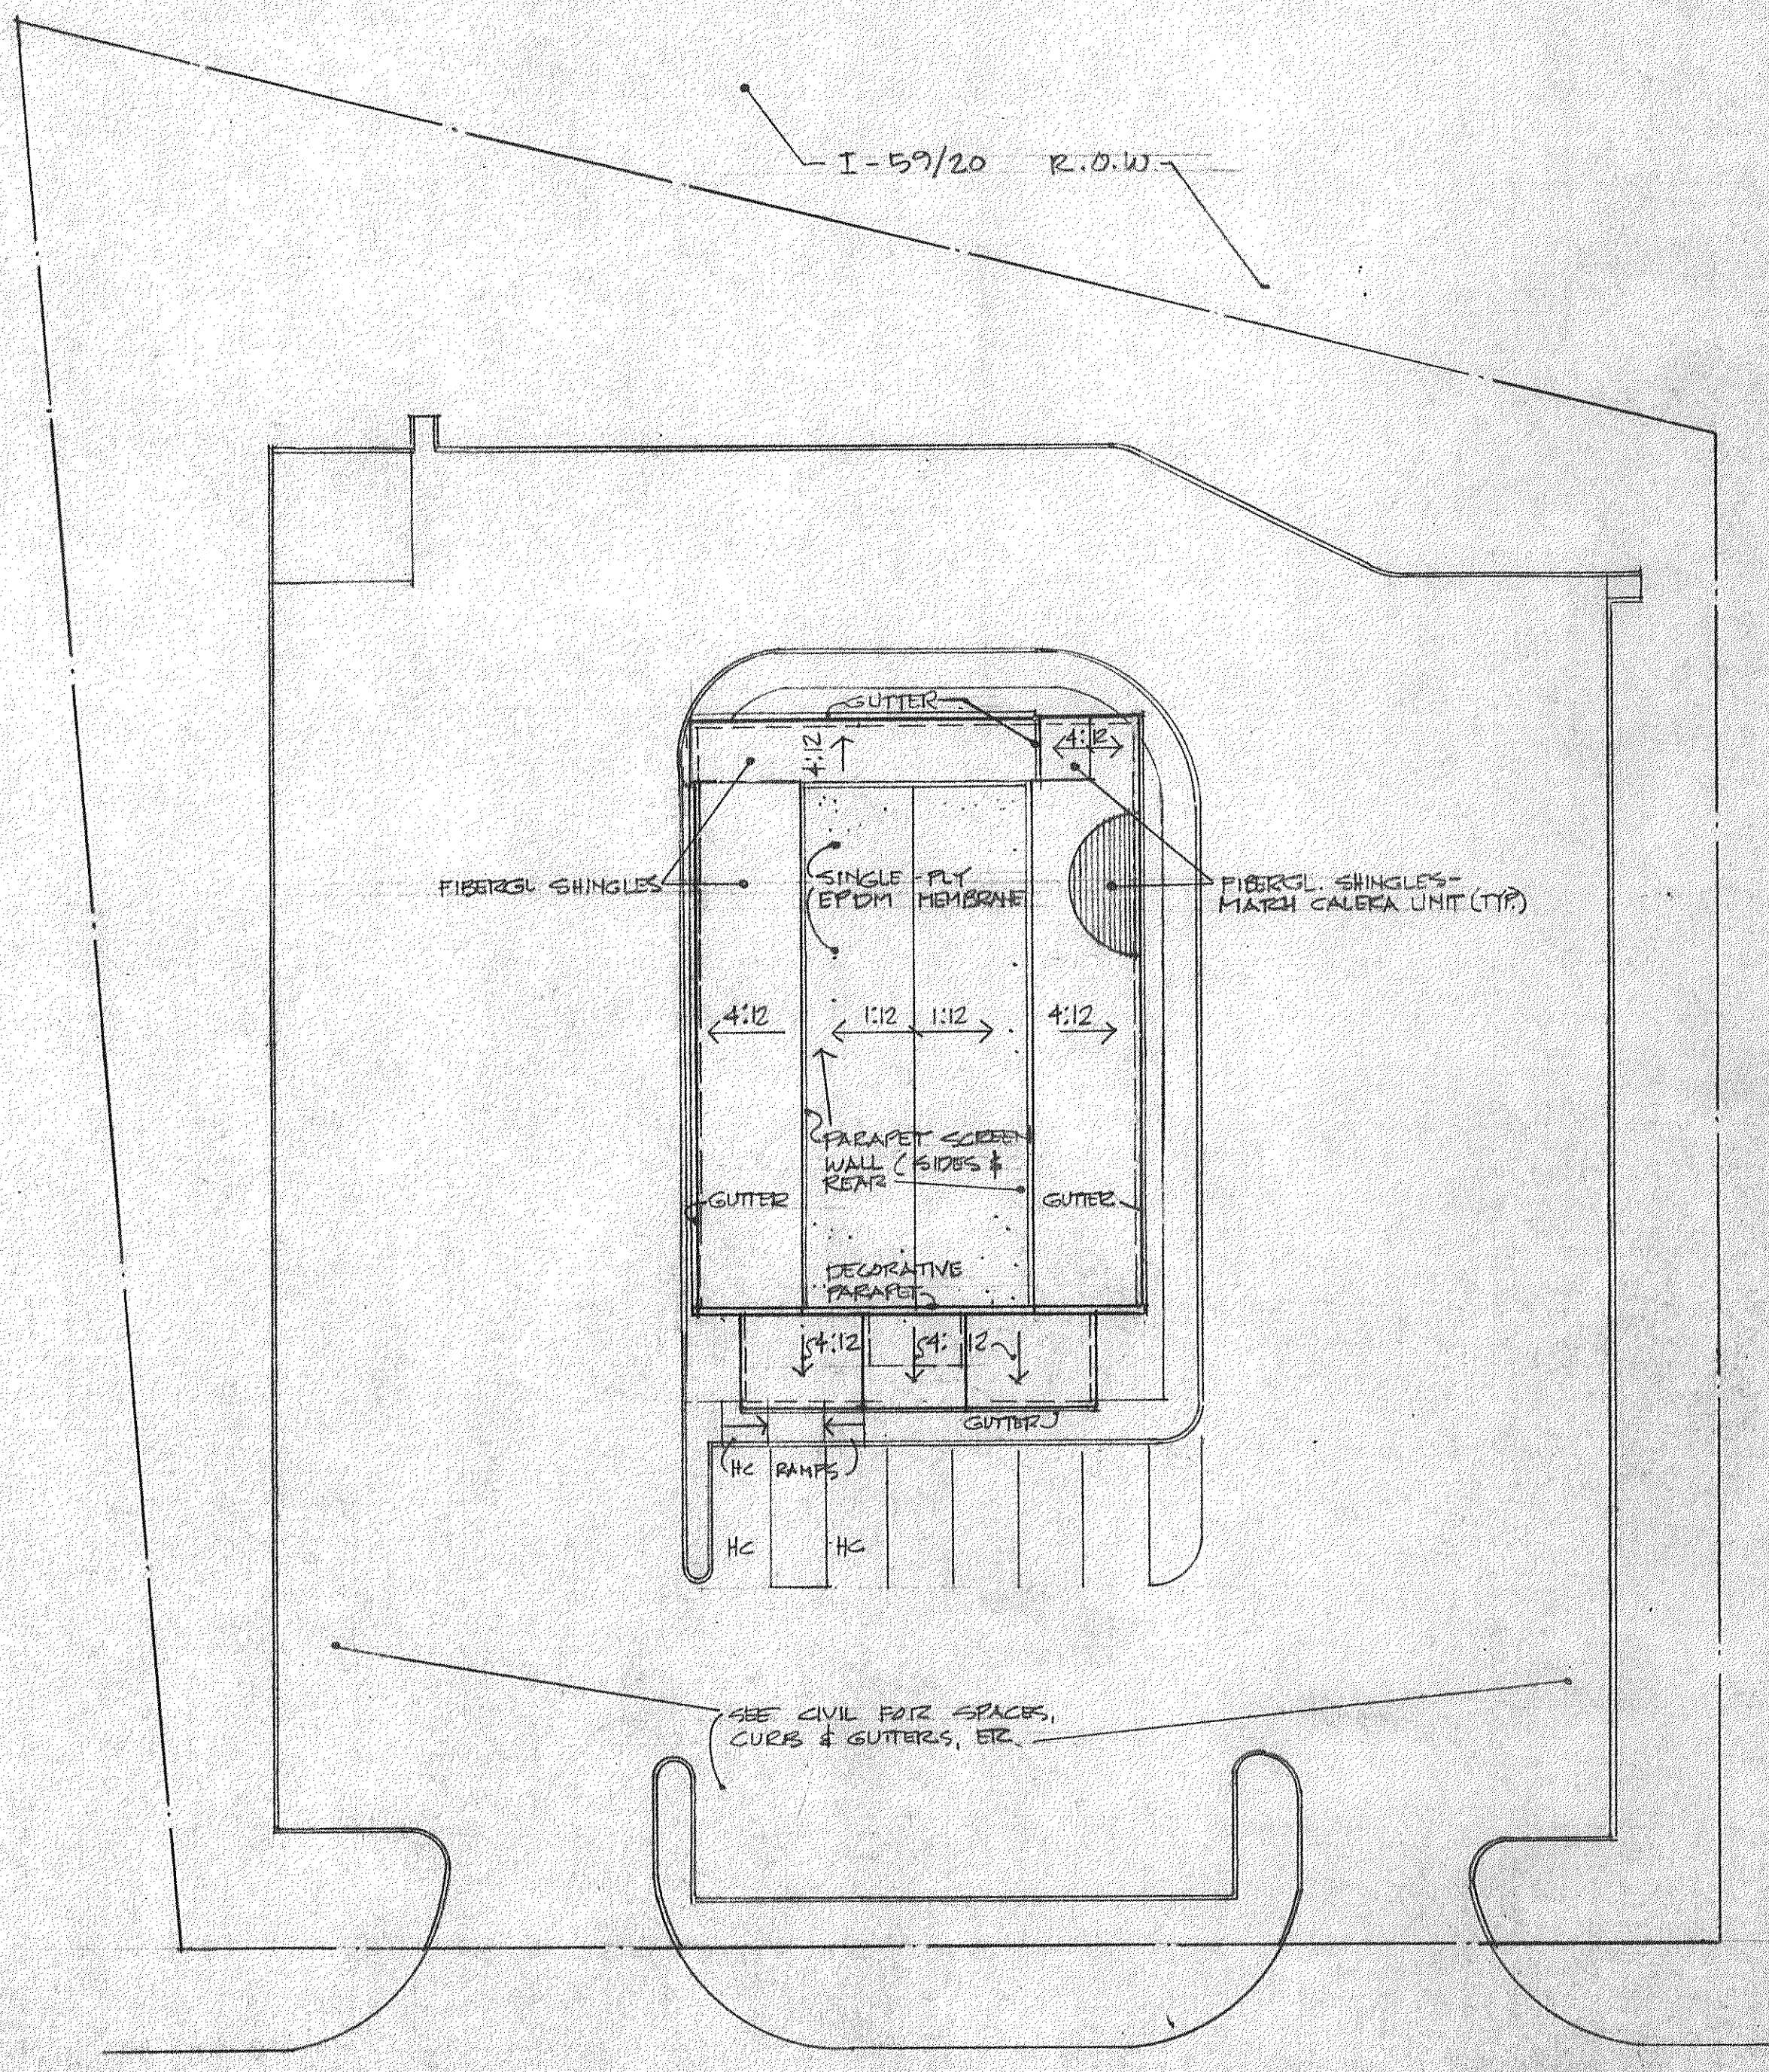 I-59/20 R.O.W
GUTTER
4:12
4:12
FIBERGL SHINGLES
SINGLE-PLY
EPDM MEMBRANE
FIBERGL. SHINGLES-
MATCH CALEKA UNIT (TYP.)
4:12
1:12
1:12
4:12
PARAPET SCREEN
WALL (SIDES &
REAR
GUTTER
GUTTER
DECORATIVE
PARAPET
4:12
4:12
GUTTER
HC RAMPS
HC
HC
SEE CIVIL FOR SPACES,
CURB & GUTTERS, ETC.